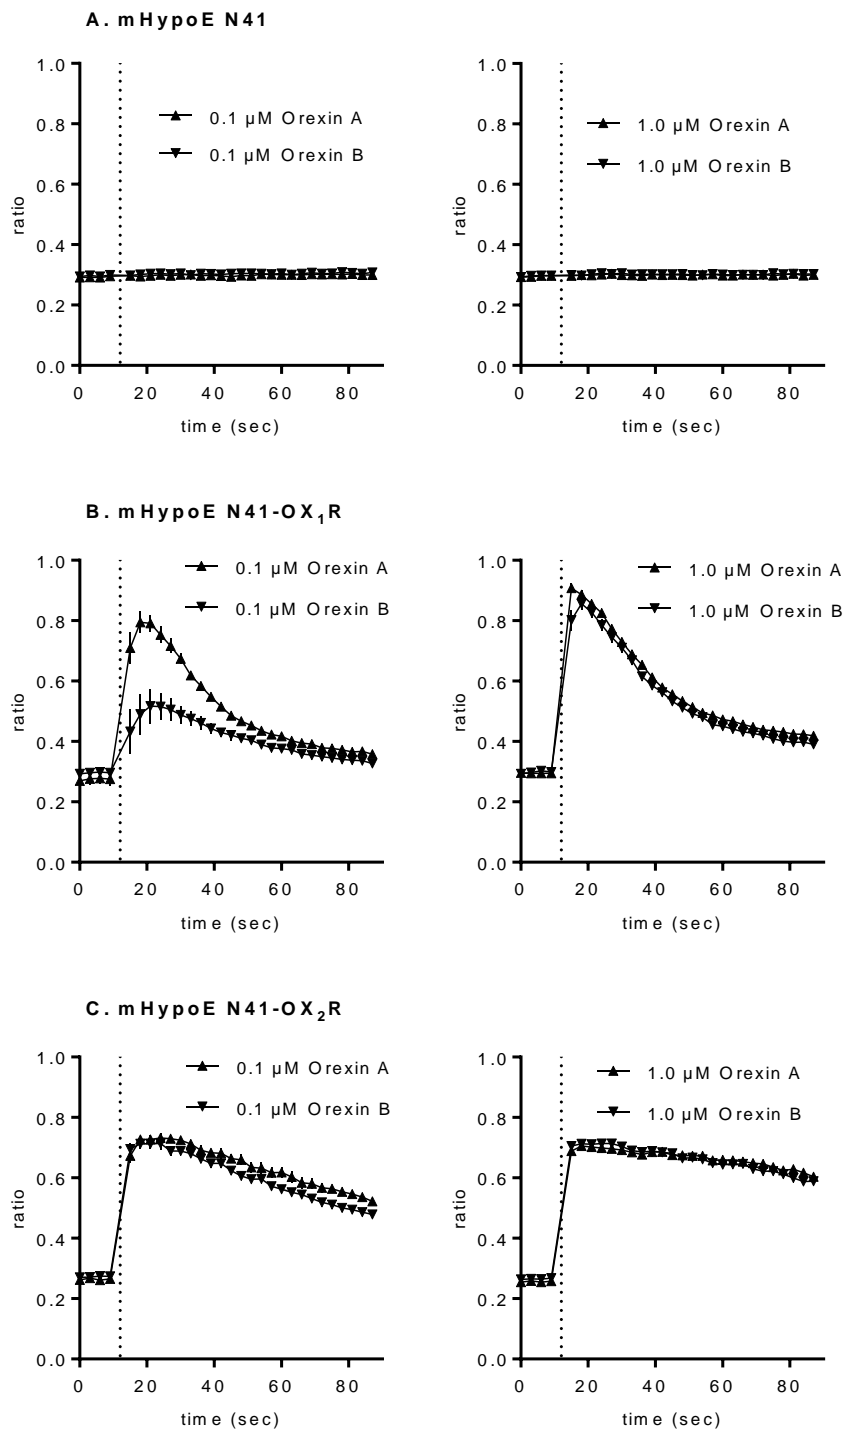 A. mHypoE N41
1.0
0.8
0.6
0.4
0.2
0.0
ratio
0.1 µM Orexin A
0.1 µM Orexin B
0 20 40 60 80
time (sec)
1.0
0.8
0.6
0.4
0.2
0.0
ratio
1.0 µM Orexin A
1.0 µM Orexin B
0 20 40 60 80
time (sec)
B. mHypoE N41-OX₁R
1.0
0.8
0.6
0.4
0.2
0.0
ratio
0.1 µM Orexin A
0.1 µM Orexin B
0 20 40 60 80
time (sec)
1.0
0.8
0.6
0.4
0.2
0.0
ratio
1.0 µM Orexin A
1.0 µM Orexin B
0 20 40 60 80
time (sec)
C. mHypoE N41-OX₂R
1.0
0.8
0.6
0.4
0.2
0.0
ratio
0.1 µM Orexin A
0.1 µM Orexin B
0 20 40 60 80
time (sec)
1.0
0.8
0.6
0.4
0.2
0.0
ratio
1.0 µM Orexin A
1.0 µM Orexin B
0 20 40 60 80
time (sec)